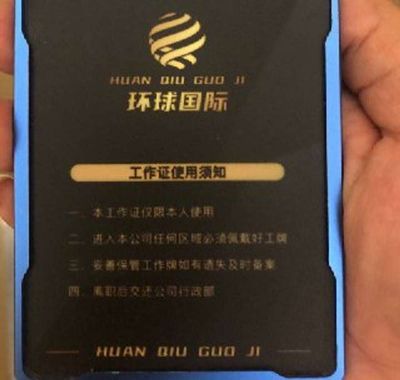 HUAN QIU GUO JI
环球国际
工作证使用须知
一、本工作证仅限本人使用
二、进入本公司任何区域必须佩戴好工牌
三、妥善保管工作牌如有遗失及时备案
四、离职后交还公司行政部
HUAN QIU GUO JI